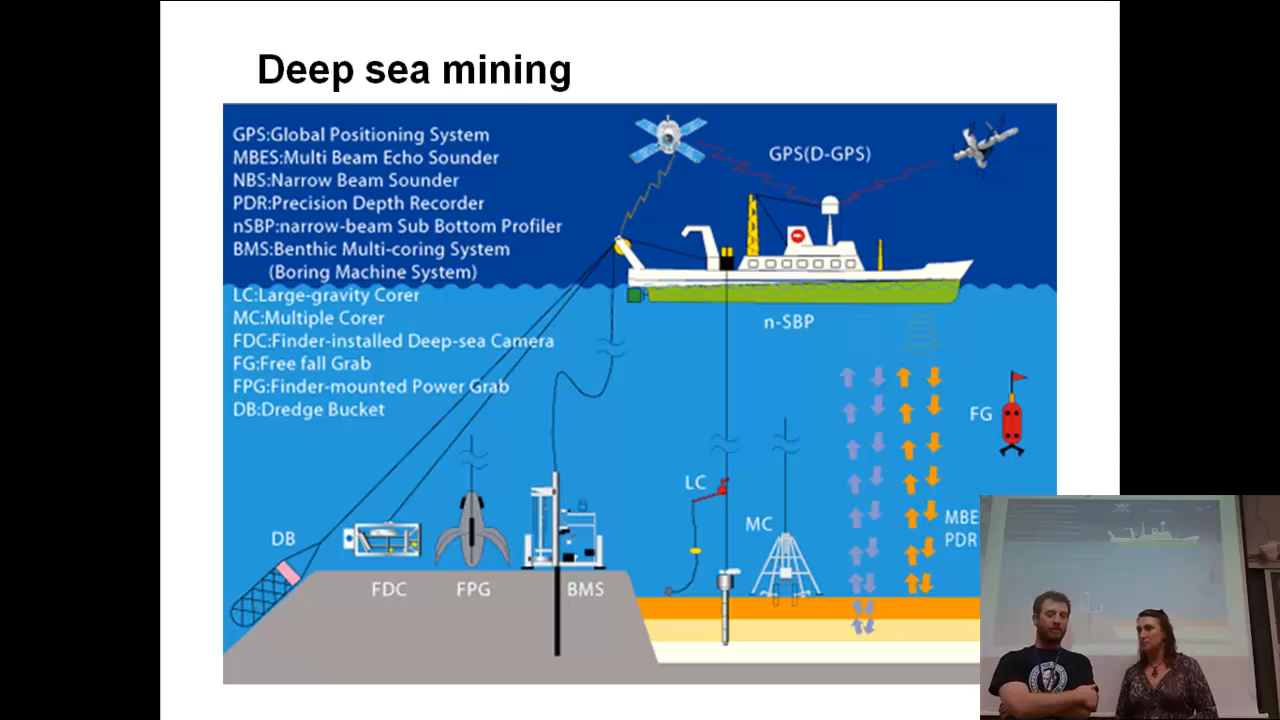 Deep sea mining
GPS:Global Positioning System
MBES:Multi Beam Echo Sounder
NBS:Narrow Beam Sounder
PDR:Precision Depth Recorder
nSBP:narrow-beam Sub Bottom Profiler
BMS:Benthic Multi-coring System
(Boring Machine System)
LC:Large-gravity Corer
MC:Multiple Corer
FDC:Finder-installed Deep-sea Camera
FG:Free fall Grab
FPG:Finder-mounted Power Grab
DB:Dredge Bucket
GPS(D-GPS)
n-SBP
FG
LC
MC
MBE
PDR
DB
FDC
FPG
BMS